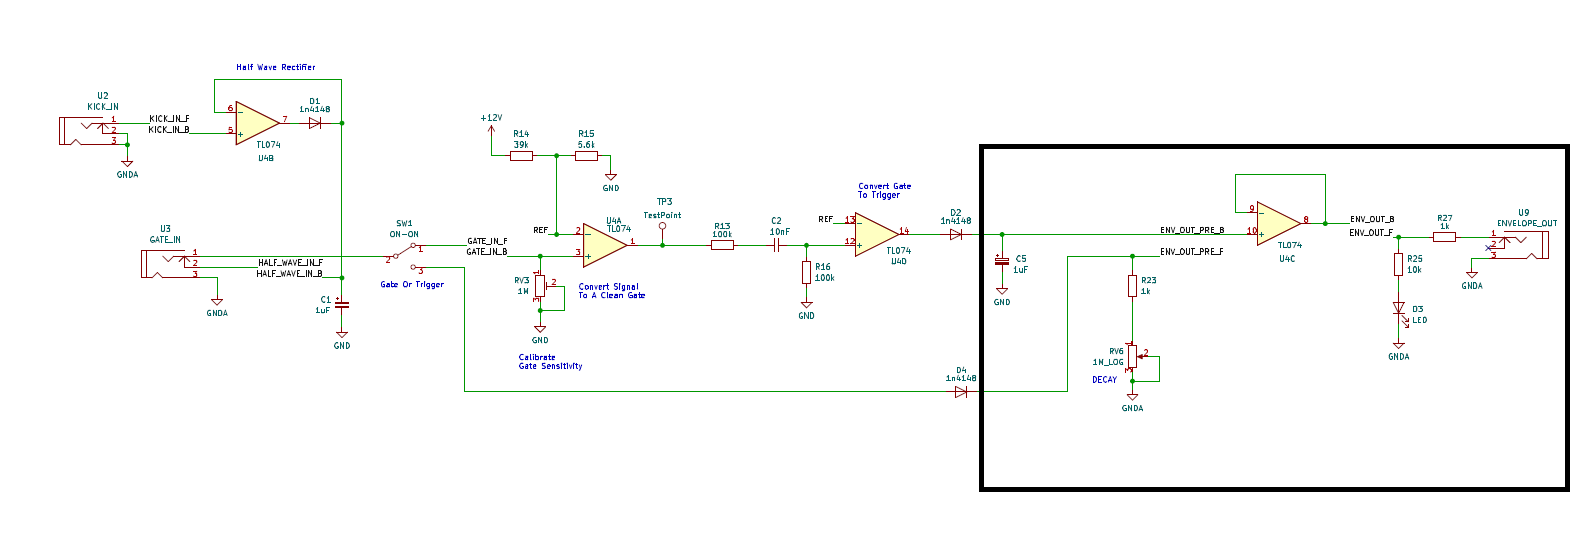 Half Wave Rectifier
U2
KICK_IN
1
2
3
KICK_IN_F
KICK_IN_B
GNDA
6
5
7
TL074
U4B
D1
1n4148
U3
GATE_IN
1
2
3
HALF_WAVE_IN_F
HALF_WAVE_IN_B
GNDA
C1
1uF
GND
SW1
ON-ON
2
1
3
Gate Or Trigger
+12V
R14
39k
R15
5.6k
GND
REF
GATE_IN_F
GATE_IN_B
2
3
1
U4A
TL074
TP3
TestPoint
RV3
1M
1
2
3
GND
Convert Signal
To A Clean Gate
Calibrate
Gate Sensitivity
R13
100k
C2
10nF
R16
100k
GND
Convert Gate
To Trigger
REF
13
12
14
TL074
U4D
D2
1n4148
D4
1n4148
C5
1uF
GND
ENV_OUT_PRE_B
ENV_OUT_PRE_F
R23
1k
RV6
1M_LOG
1
2
3
DECAY
GNDA
9
10
8
TL074
U4C
ENV_OUT_B
ENV_OUT_F
R25
10k
D3
LED
GNDA
R27
1k
U9
ENVELOPE_OUT
1
2
3
GNDA